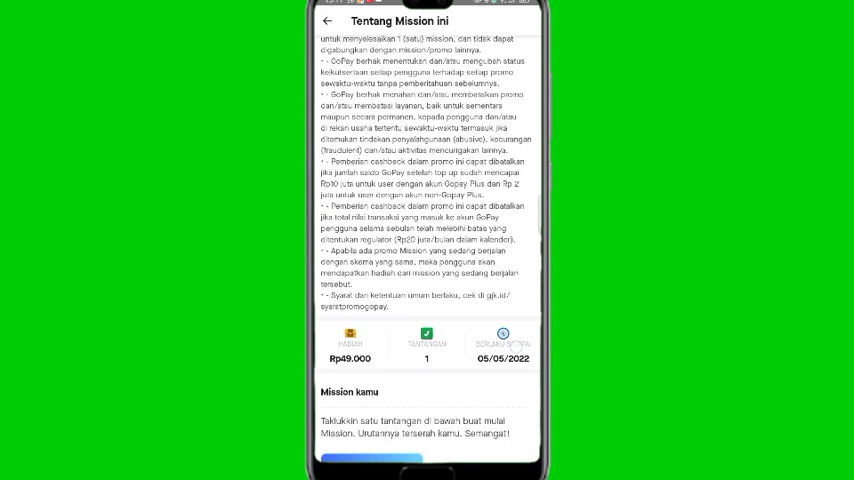 Tentang Mission ini
untuk menyelesaikan 1 (satu) mission, dan tidak dapat
digabungkan dengan mission/promo lainnya.
• - GoPay berhak menentukan dan/atau mengubah status
keikutsertaan setiap pengguna terhadap setiap promo
sewaktu-waktu tanpa pemberitahuan sebelumnya.
• - GoPay berhak menahan dan/atau membatalkan promo
dan/atau membatasi layanan, baik untuk sementara
maupun secara permanen, kepada pengguna dan/atau
di rekan usaha tertentu sewaktu-waktu termasuk jika
ditemukan tindakan penyalahgunaan (abusive), kecurangan
(fraudulent) dan/atau aktivitas mencurigakan lainnya.
• - Pemberian cashback dalam promo ini dapat dibatalkan
jika jumlah saldo GoPay setelah top up sudah mencapai
Rp10 juta untuk user dengan akun Gopay Plus dan Rp 2
juta untuk user dengan akun non-Gopay Plus.
• - Pemberian cashback dalam promo ini dapat dibatalkan
jika total nilai transaksi yang masuk ke akun GoPay
pengguna selama sebulan telah melebihi batas yang
ditentukan regulator (Rp20 juta/bulan dalam kalender).
• - Apabila ada promo Mission yang sedang berjalan
dengan skema yang sama, maka pengguna akan
mendapatkan hadiah dari mission yang sedang berjalan
tersebut.
• - Syarat dan ketentuan umum berlaku, cek di gjk.id/
syaratpromogopay.
HADIAH TANTANGAN BERLAKU
Rp49.000 1 05/05/2022
Mission kamu
Taklukkin satu tantangan di bawah buat mulai
Mission. Urutannya terserah kamu. Semangat!